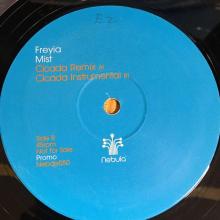 Freyia
Mist
Cicada Remix
Cicada Instrumental
Side B
45rpm
Not for Sale
Promo
nebula